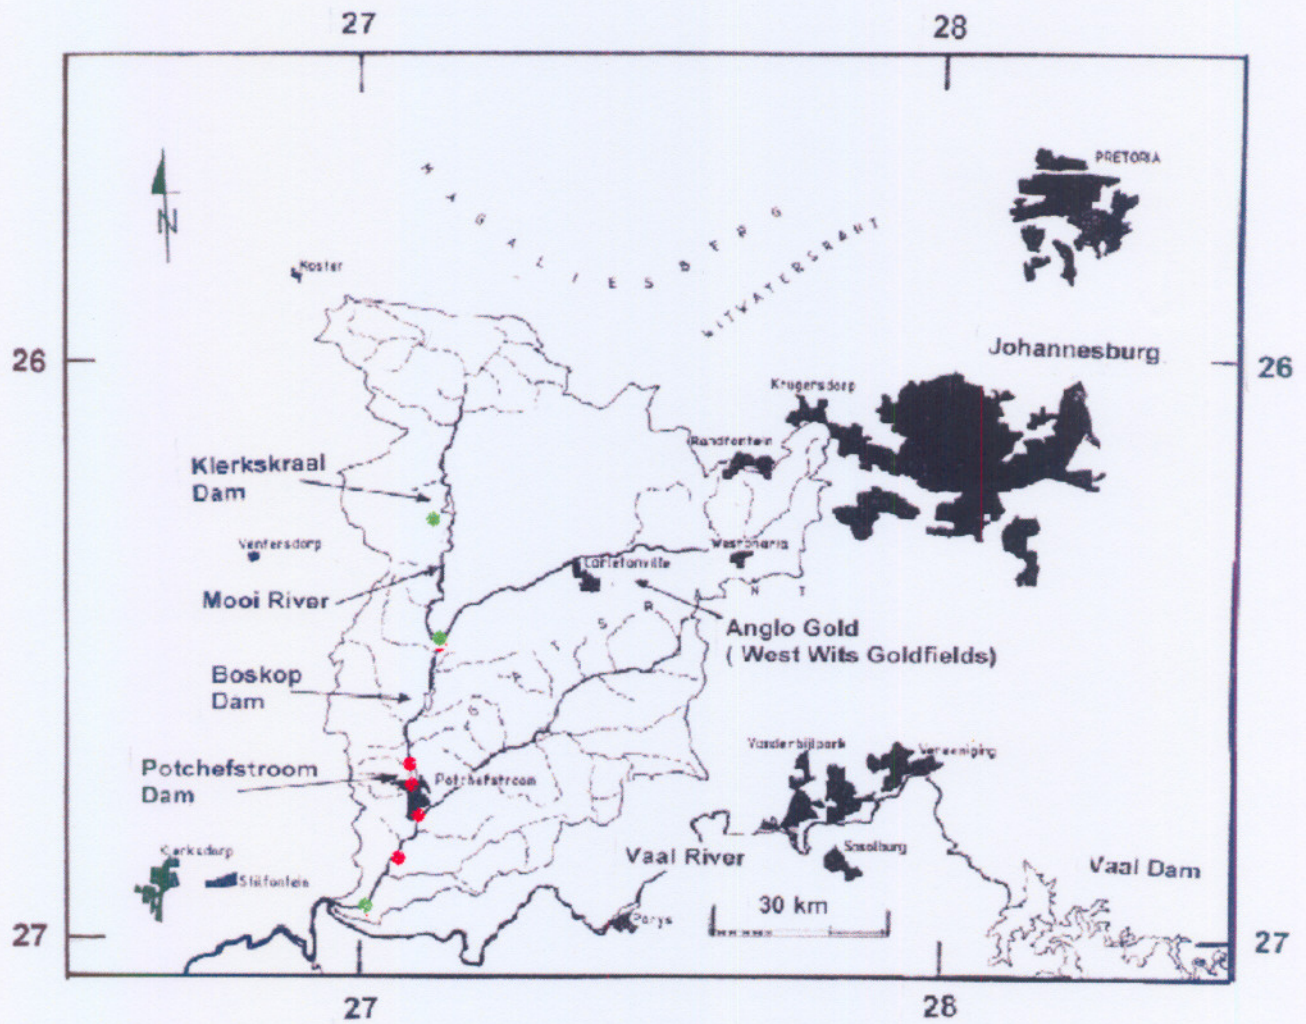 27
28
MAGALIESBERG
WITWATERSRANT
PRETORIA
N
Koster
26
Johannesburg
26
Krugersdorp
Randfontein
Klerkskraal
Dam
Ventersdorp
Westonaria
Carletonville
Mooi River
Anglo Gold
( West Wits Goldfields)
Boskop
Dam
GATSRANT
Vanderbijlpark
Vereeniging
Potchefstroom
Dam
Potchefstroom
Klerksdorp
Stilfontein
Vaal River
Sasolburg
Vaal Dam
30 km
Parys
27
27
27
28